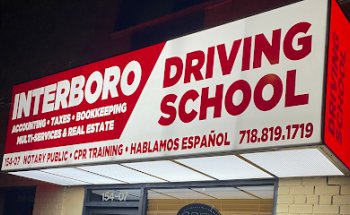 INTERBORO
ACCOUNTING • TAXES • BOOKKEEPING
MULTI-SERVICES & REAL ESTATE
DRIVING
SCHOOL
154-07 NOTARY PUBLIC • CPR TRAINING • HABLAMOS ESPAÑOL 718.819.1719
154-07